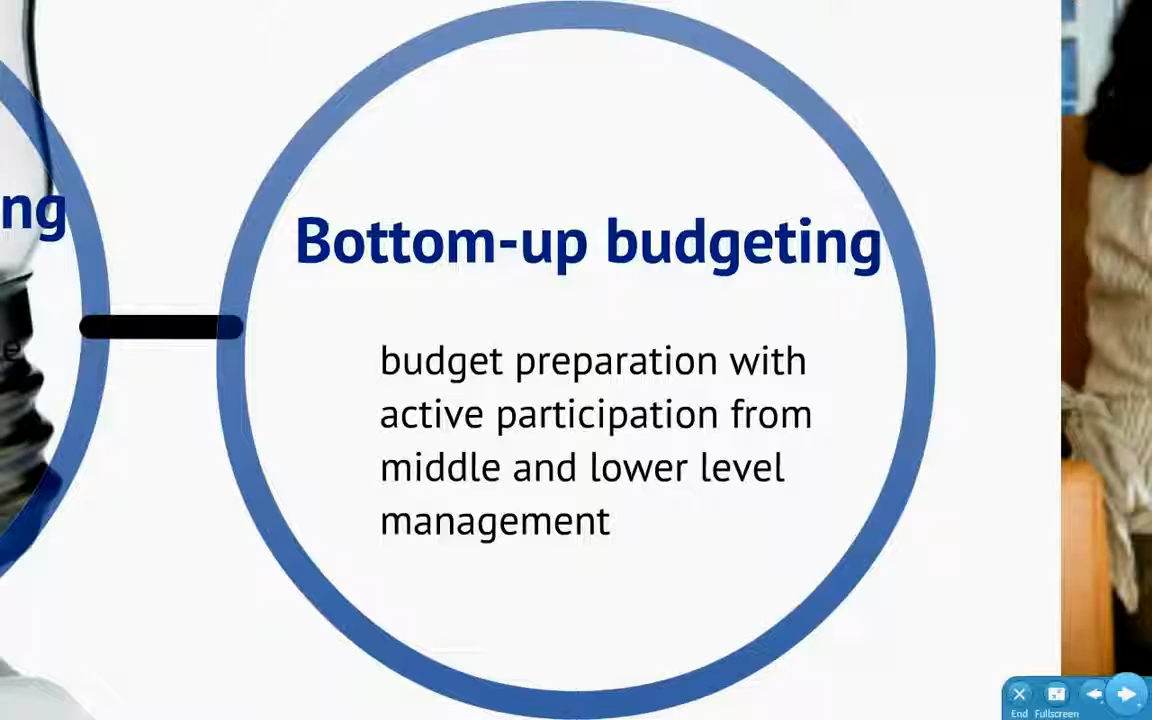 ng
Bottom-up budgeting
e
budget preparation with
active participation from
middle and lower level
management
End Fullscreen